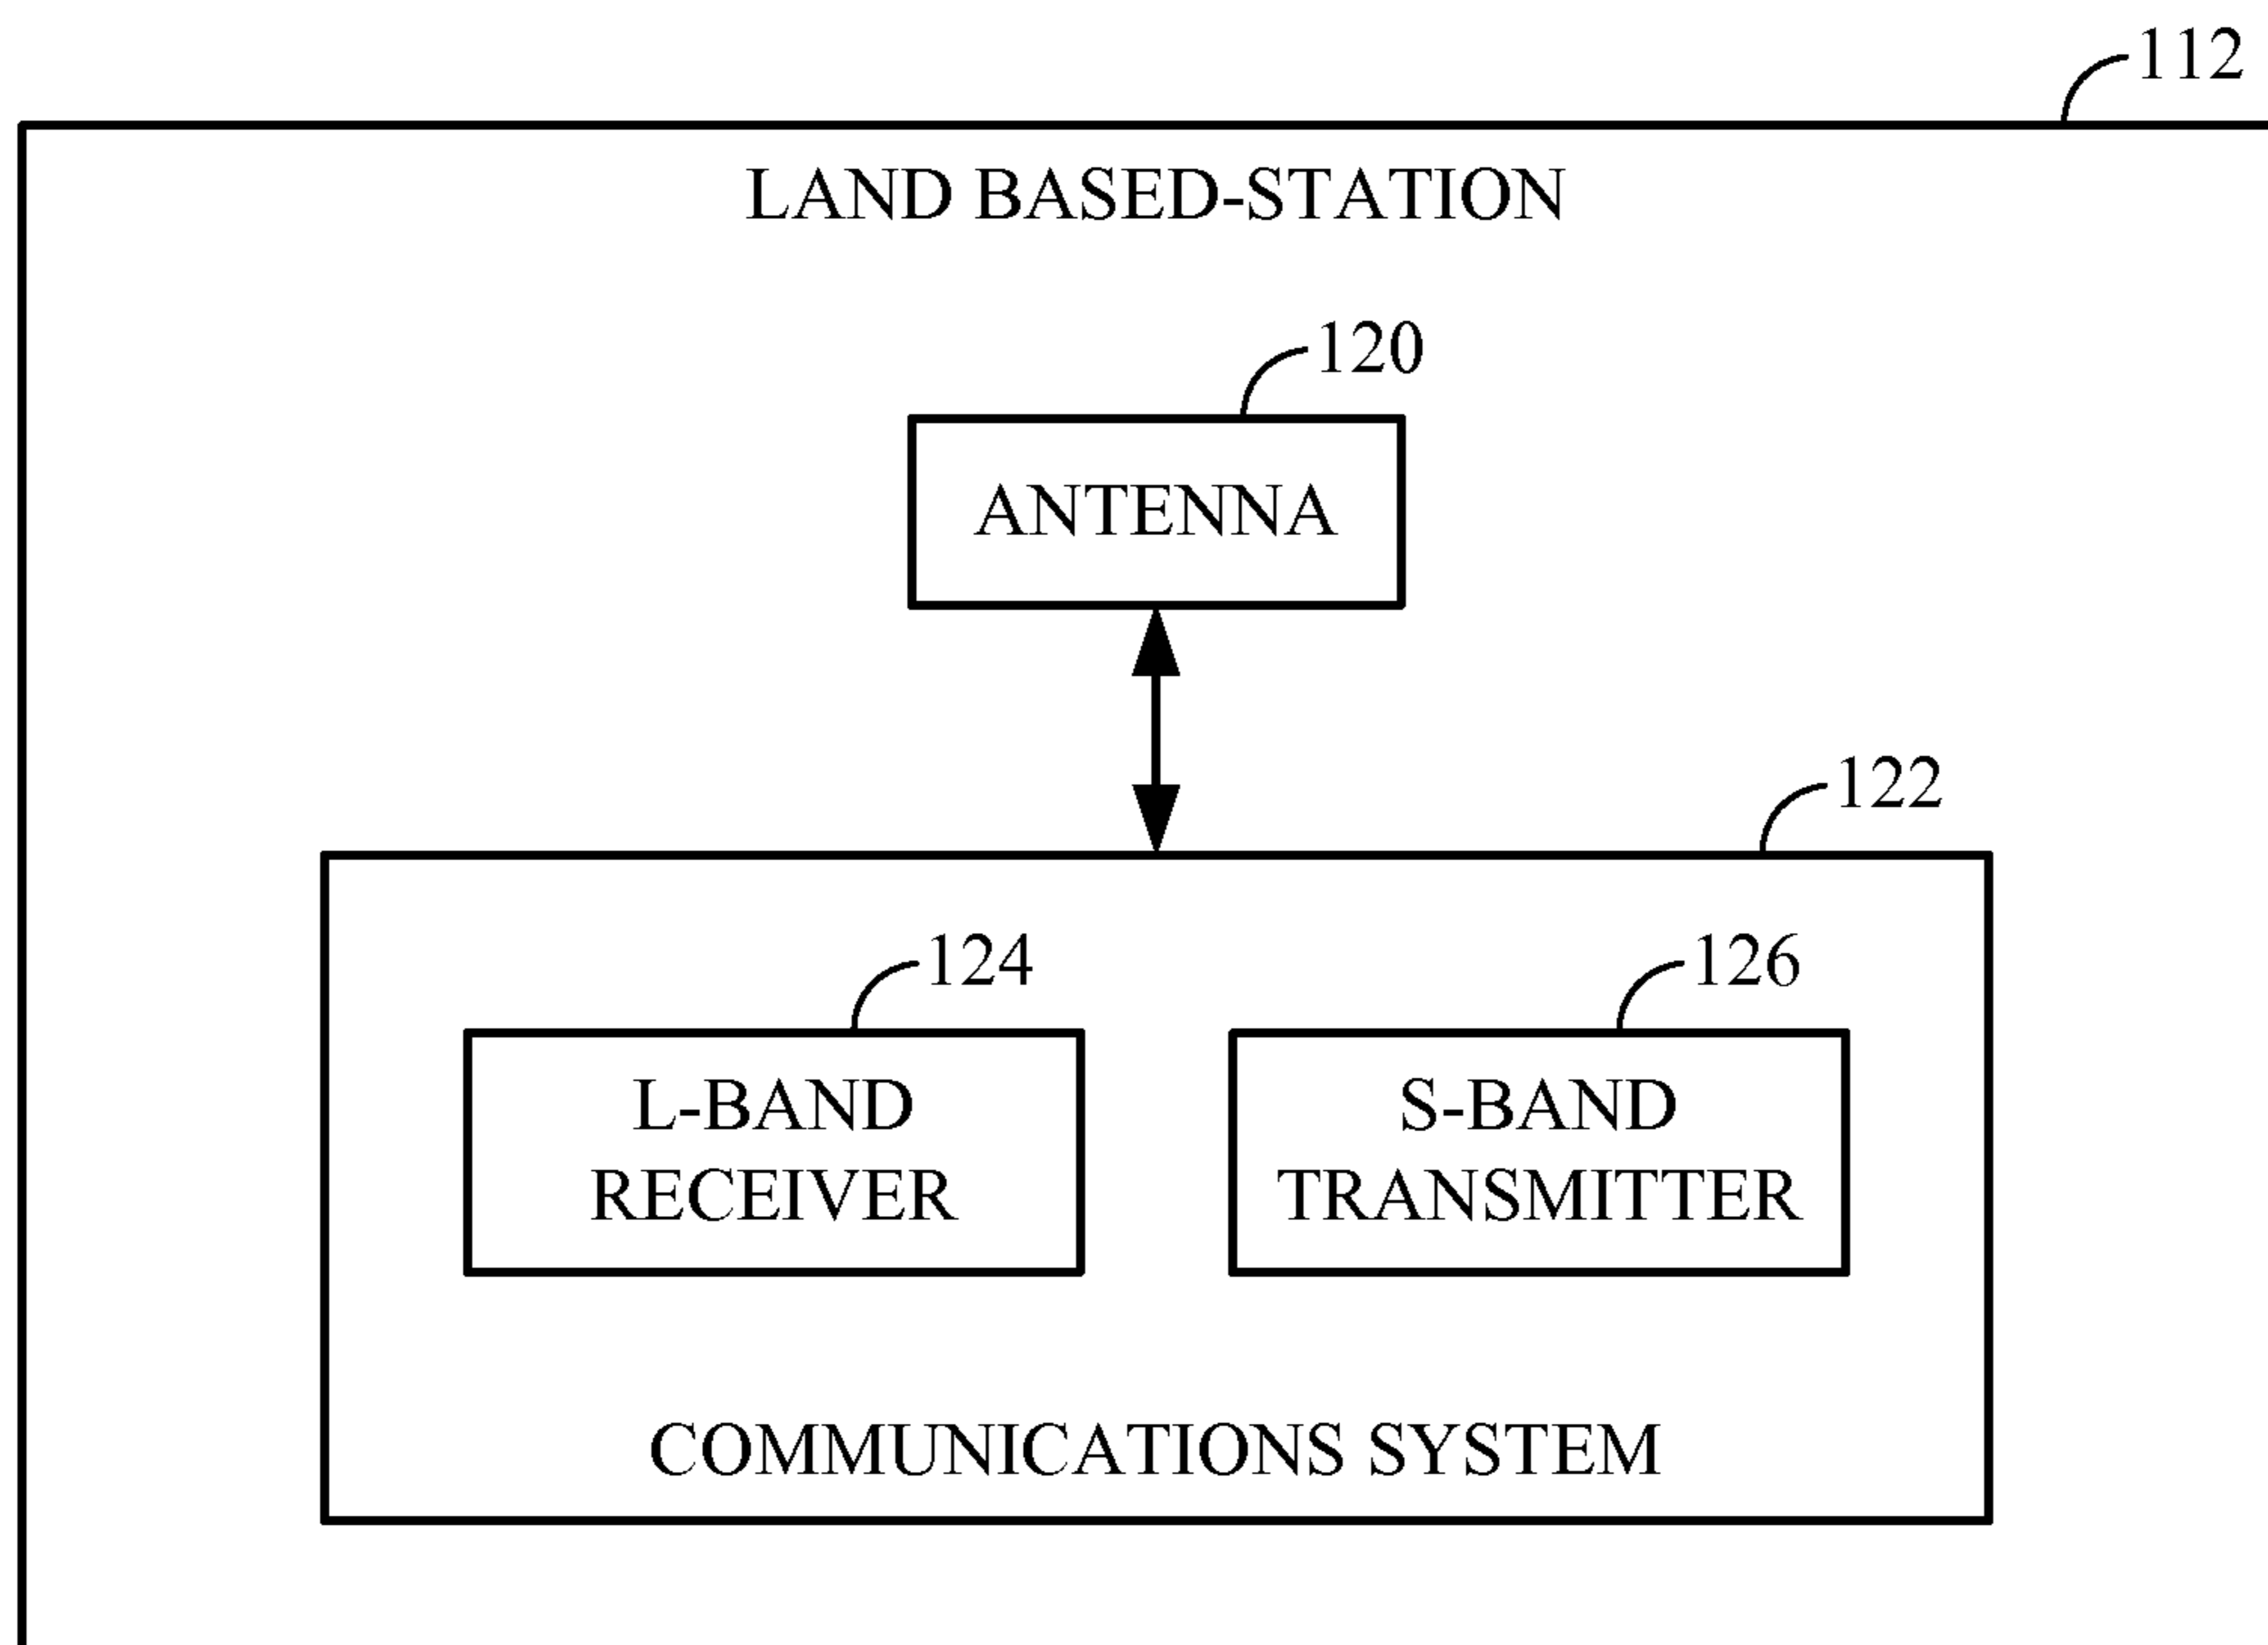 112
LAND BASED-STATION
120
ANTENNA
122
124
126
L-BAND
RECEIVER
S-BAND
TRANSMITTER
COMMUNICATIONS SYSTEM